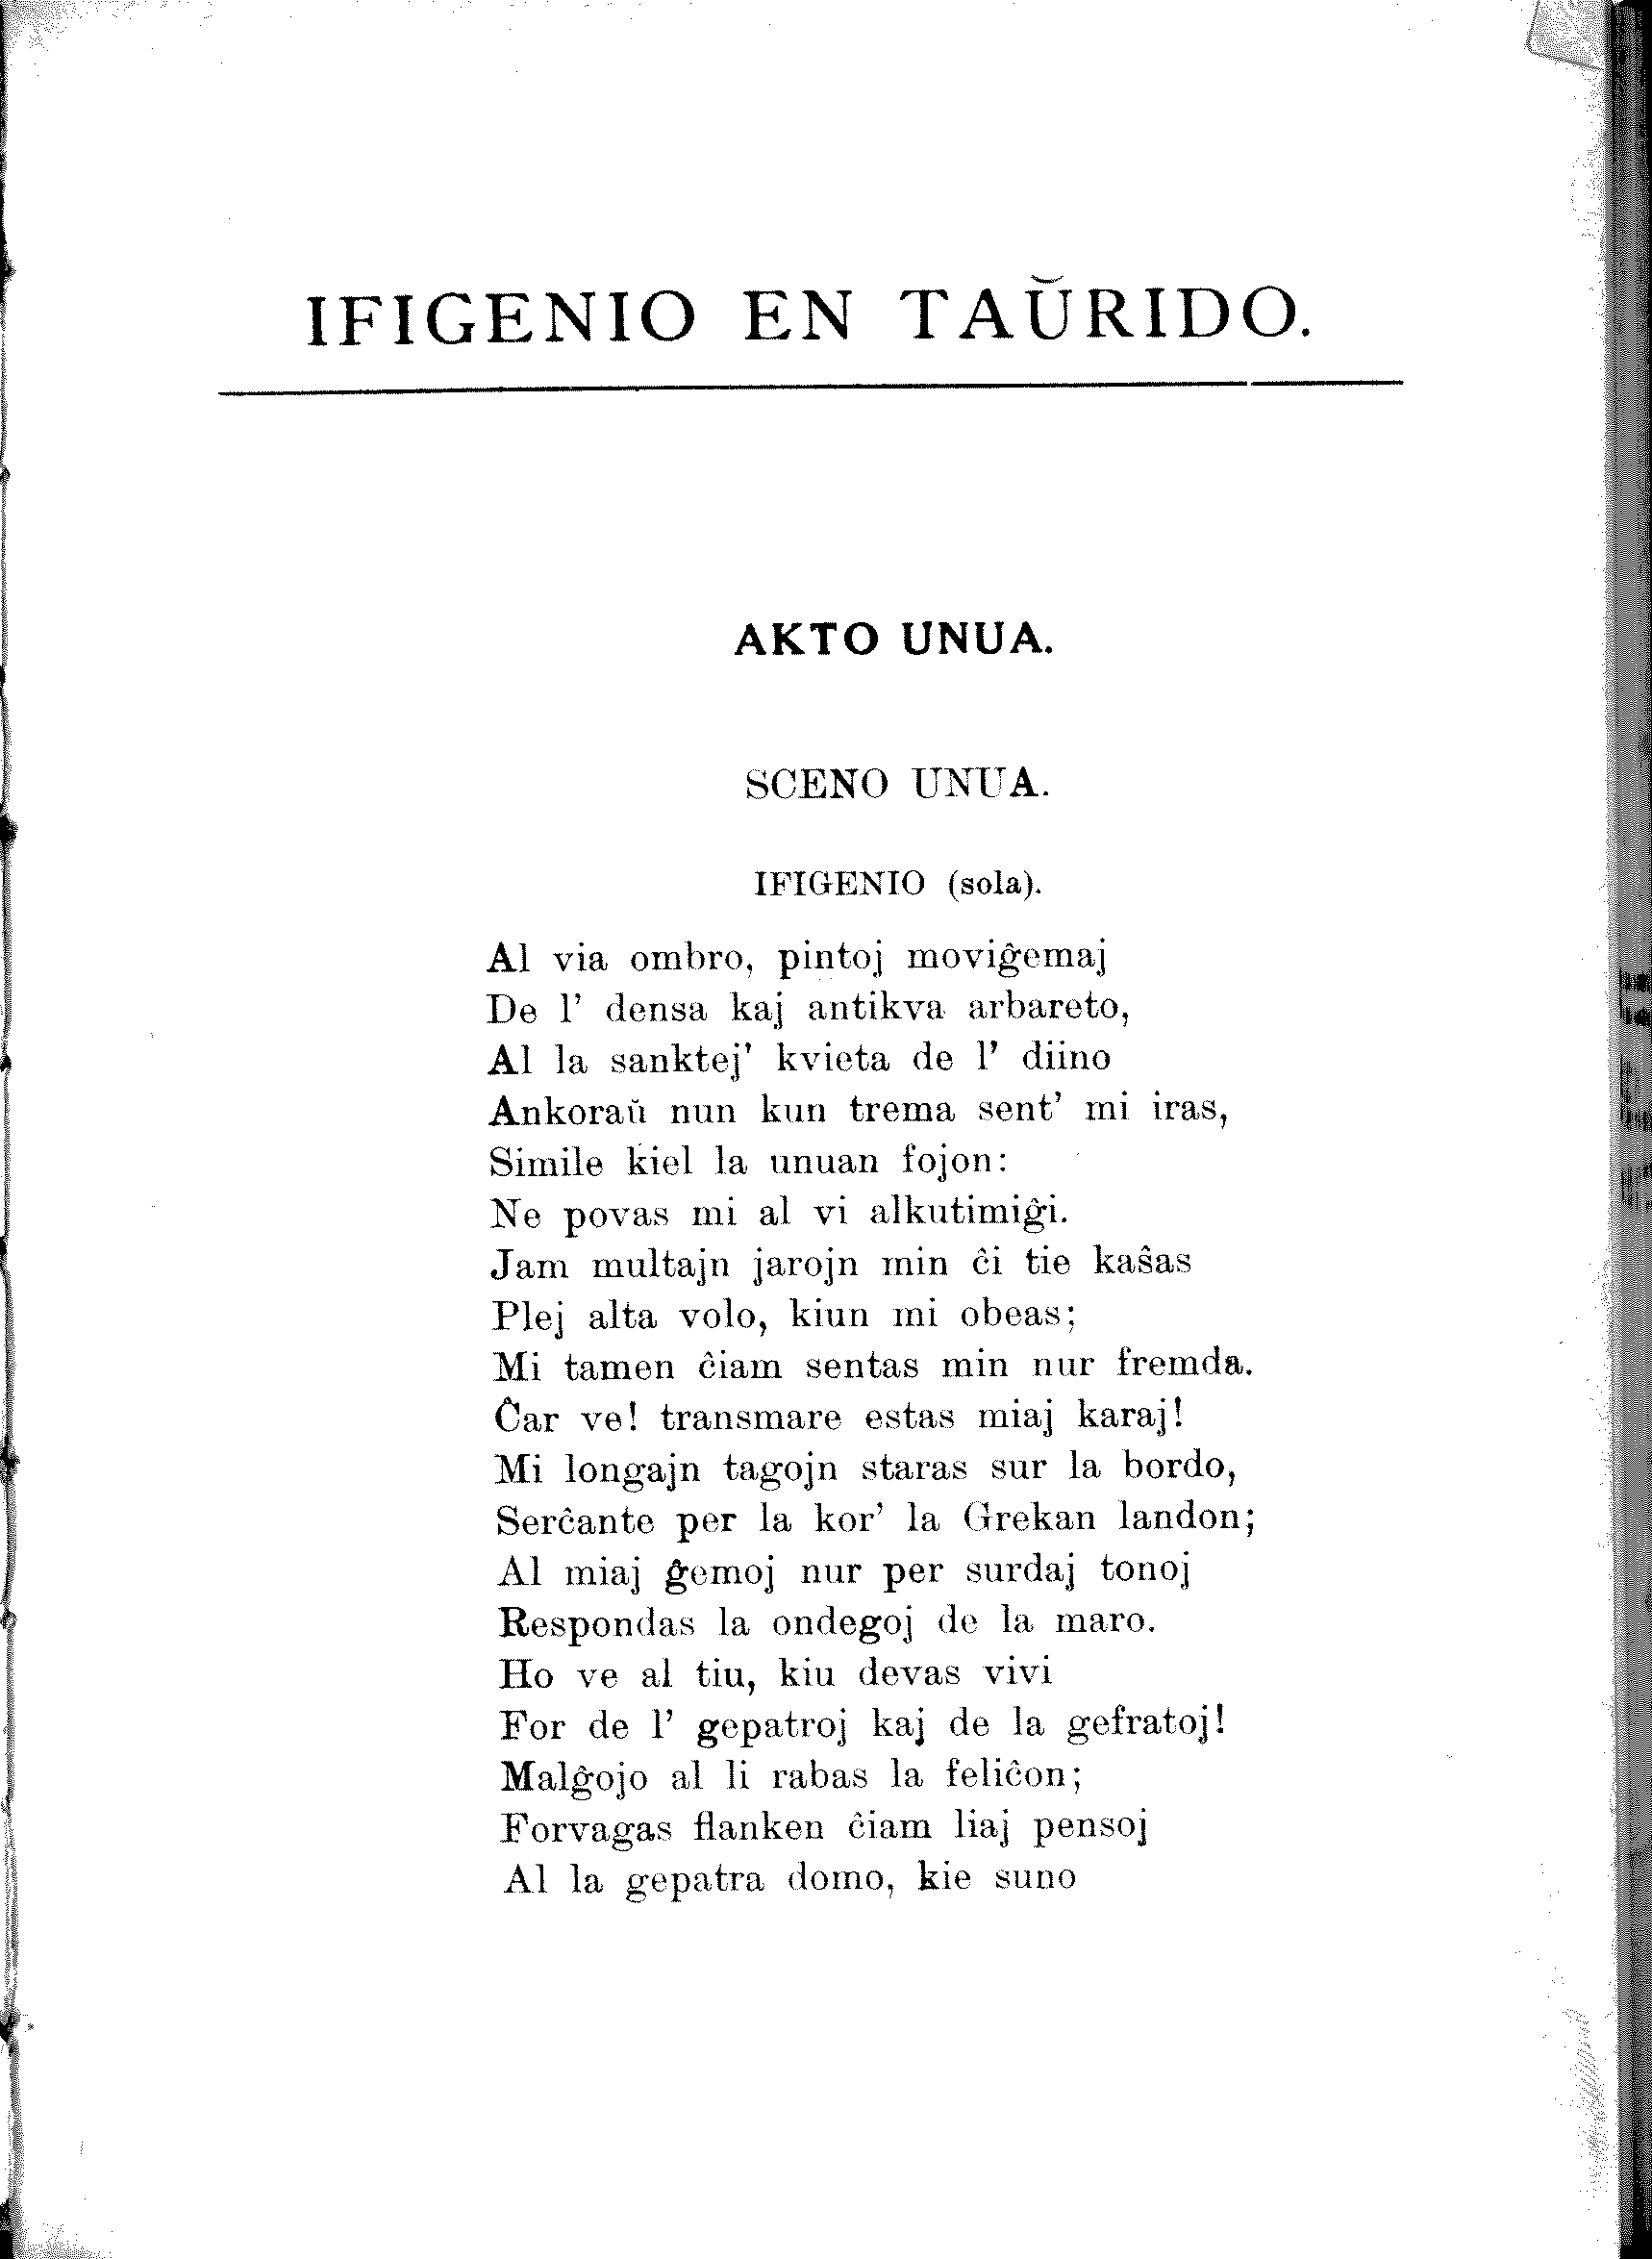 IFIGENIO EN TAŬRIDO.
AKTO UNUA.
SCENO UNUA.
IFIGENIO (sola).
Al via ombro, pintoj moviĝemaj
De l' densa kaj antikva arbareto,
Al la sanktej' kvieta de l' diino
Ankoraŭ nun kun trema sent' mi iras,
Simile kiel la unuan fojon:
Ne povas mi al vi alkutimiĝi.
Jam multajn jarojn min ĉi tie kaŝas
Plej alta volo, kiun mi obeas;
Mi tamen ĉiam sentas min nur fremda.
Ĉar ve! transmare estas miaj karaj!
Mi longajn tagojn staras sur la bordo,
Serĉante per la kor' la Grekan landon;
Al miaj ĝemoj nur per surdaj tonoj
Respondas la ondegoj de la maro.
Ho ve al tiu, kiu devas vivi
For de l' gepatroj kaj de la gefratoj!
Malĝojo al li rabas la feliĉon;
Forvagas flanken ĉiam liaj pensoj
Al la gepatra domo, kie suno